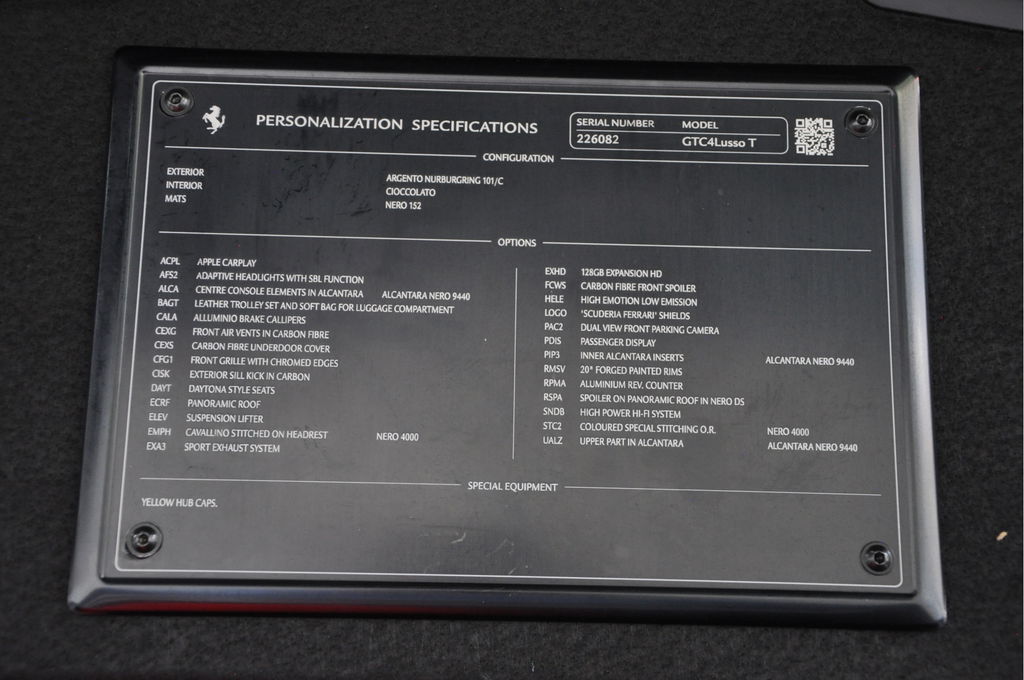 PERSONALIZATION SPECIFICATIONS
SERIAL NUMBER MODEL
226082 GTC4Lusso T
CONFIGURATION
EXTERIOR ARGENTO NURBURGRING 101/C
INTERIOR CIOCCOLATO
MATS NERO 152
OPTIONS
ACPL APPLE CARPLAY
AFS2 ADAPTIVE HEADLIGHTS WITH SBL FUNCTION
ALCA CENTRE CONSOLE ELEMENTS IN ALCANTARA ALCANTARA NERO 9440
BAGT LEATHER TROLLEY SET AND SOFT BAG FOR LUGGAGE COMPARTMENT
CALA ALLUMINIO BRAKE CALLIPERS
CEXG FRONT AIR VENTS IN CARBON FIBRE
CEXS CARBON FIBRE UNDERDOOR COVER
CFG1 FRONT GRILLE WITH CHROMED EDGES
CISK EXTERIOR SILL KICK IN CARBON
DAYT DAYTONA STYLE SEATS
ECRF PANORAMIC ROOF
ELEV SUSPENSION LIFTER
EMPH CAVALLINO STITCHED ON HEADREST NERO 4000
EXA3 SPORT EXHAUST SYSTEM
EXHD 128GB EXPANSION HD
FCWS CARBON FIBRE FRONT SPOILER
HELE HIGH EMOTION LOW EMISSION
LOGO 'SCUDERIA FERRARI' SHIELDS
PAC2 DUAL VIEW FRONT PARKING CAMERA
PDIS PASSENGER DISPLAY
PIP3 INNER ALCANTARA INSERTS ALCANTARA NERO 9440
RMSV 20" FORGED PAINTED RIMS
RPMA ALUMINIUM REV. COUNTER
RSPA SPOILER ON PANORAMIC ROOF IN NERO DS
SNDB HIGH POWER HI-FI SYSTEM
STC2 COLOURED SPECIAL STITCHING O.R. NERO 4000
UALZ UPPER PART IN ALCANTARA ALCANTARA NERO 9440
SPECIAL EQUIPMENT
YELLOW HUB CAPS.